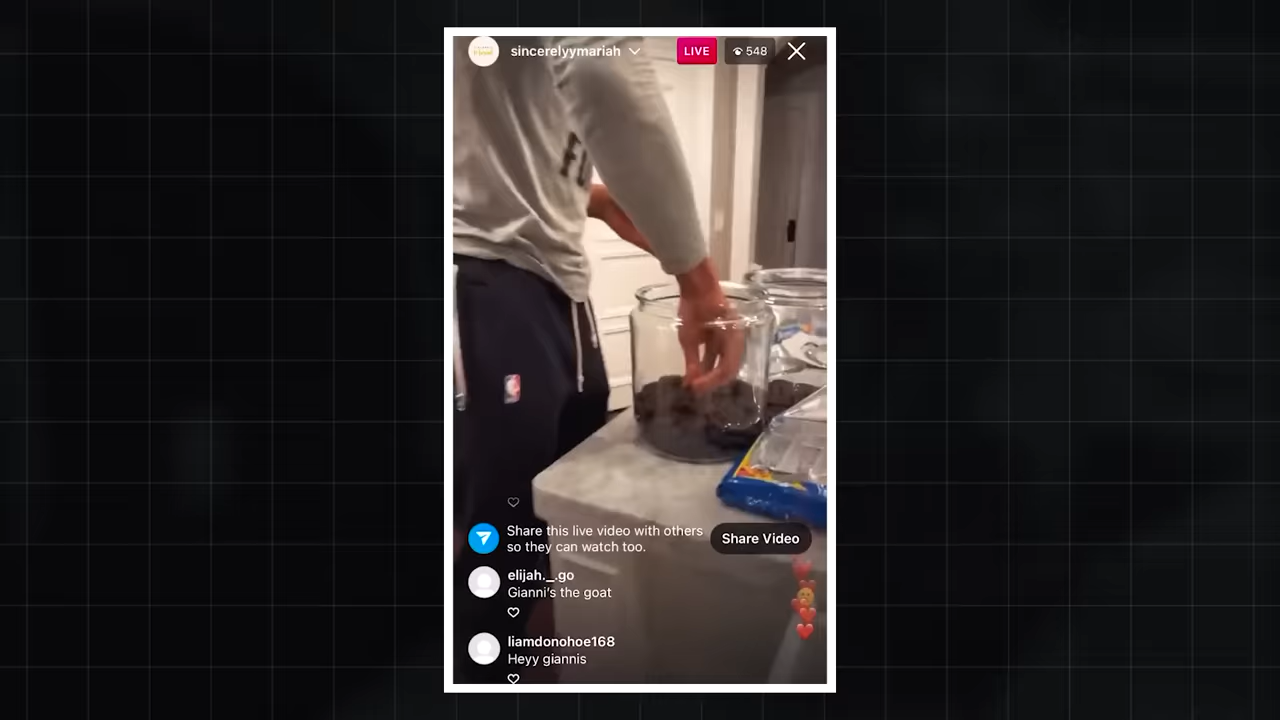 sincerelyymariah
LIVE
548
FI
Share this live video with others
so they can watch too.
Share Video
elijah._.go
Gianni's the goat
liamdonohoe168
Heyy giannis